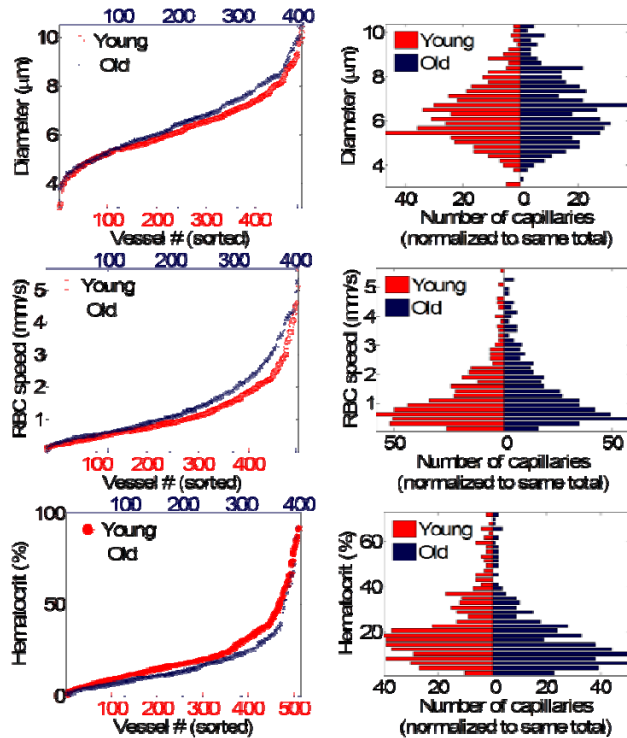 100 200 300 400
10
8
6
4
Young
Old
Diameter (μm)
100 200 300 400
Vessel # (sorted)
10
8
6
4
Young
Old
Diameter (μm)
40 20 0 20
Number of capillaries
(normalized to same total)
100 200 300 400
5
4
3
2
1
Young
Old
RBC speed (mm/s)
100 200 300 400
Vessel # (sorted)
5
4
3
2
1
Young
Old
RBC speed (mm/s)
50 0 50
Number of capillaries
(normalized to same total)
100 200 300 400
100
50
0
Young
Old
Hematocrit (%)
100 200 300 400 500
Vessel # (sorted)
60
40
20
0
Young
Old
Hematocrit (%)
40 20 0 20 40
Number of capillaries
(normalized to same total)